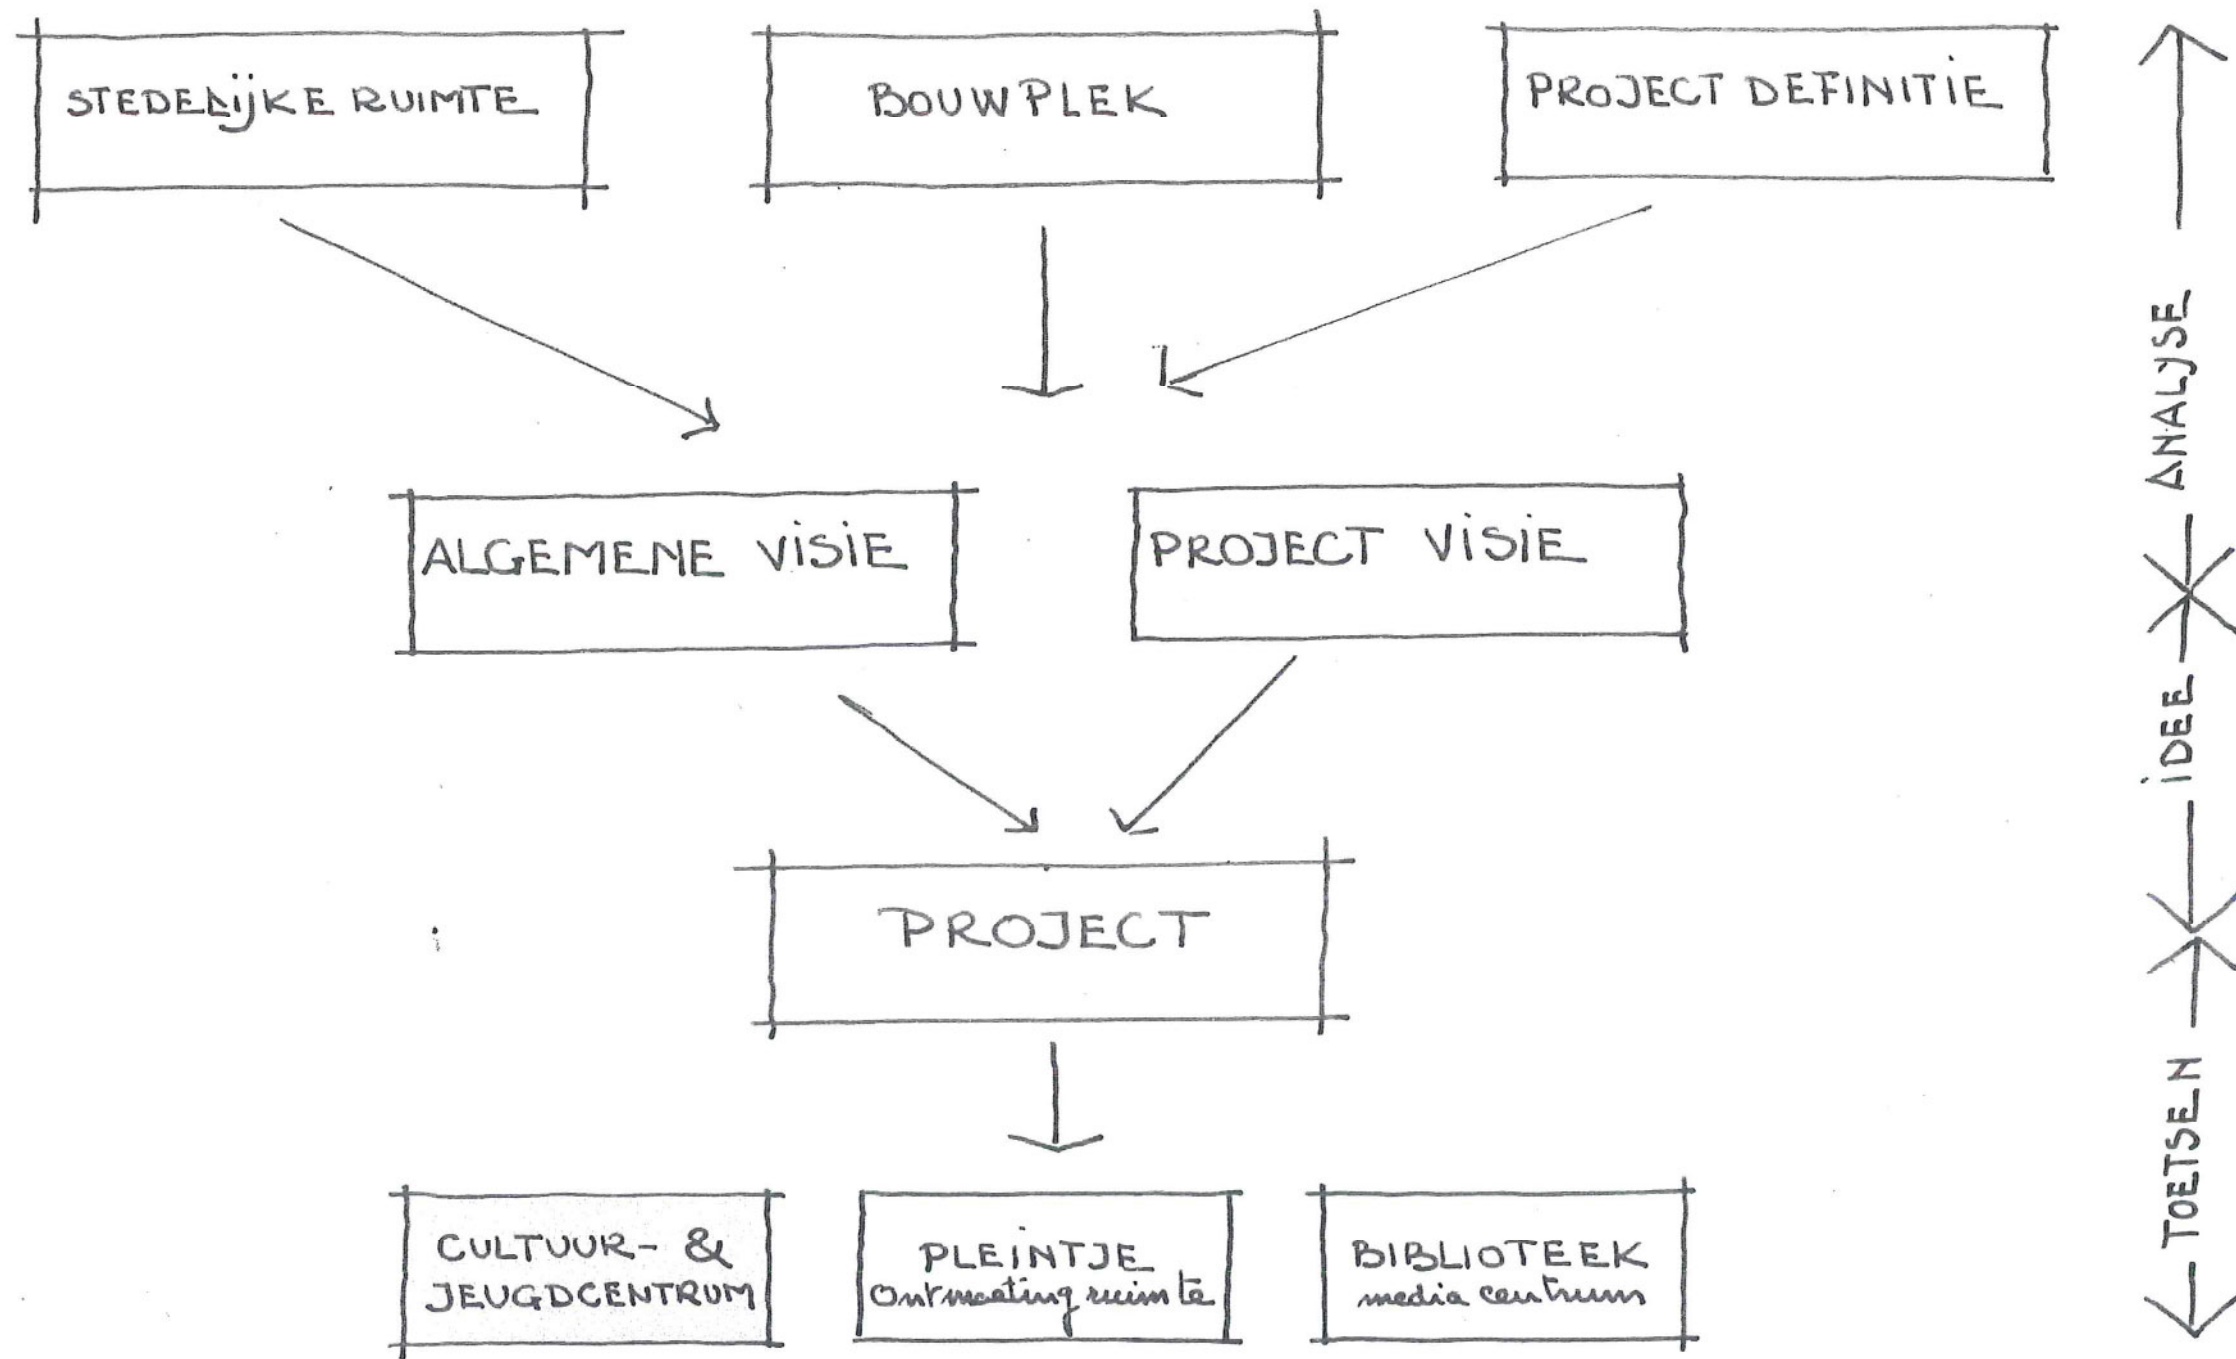 STEDELIJKE RUIMTE
BOUWPLEK
PROJECT DEFINITIE
ALGEMENE VISIE
PROJECT VISIE
PROJECT
CULTUUR- &
JEUGDCENTRUM
PLEINTJE
Ontmoeting ruimte
BIBLIOTEEK
media centrum
ANALYSE
IDEE
TOETSEN